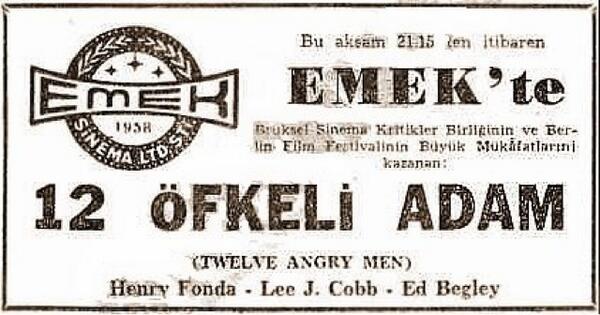 EMEK
1958
SİNEMA LTD. ŞTİ.
Bu akşam 21.15 den itibaren
EMEK'te
Brüksel Sinema Kritikler Birliğinin ve Ber-
lin Film Festivalinin Büyük Mükâfatlarını
kazanan:
12 ÖFKELİ ADAM
(TWELVE ANGRY MEN)
Henry Fonda - Lee J. Cobb - Ed Begley